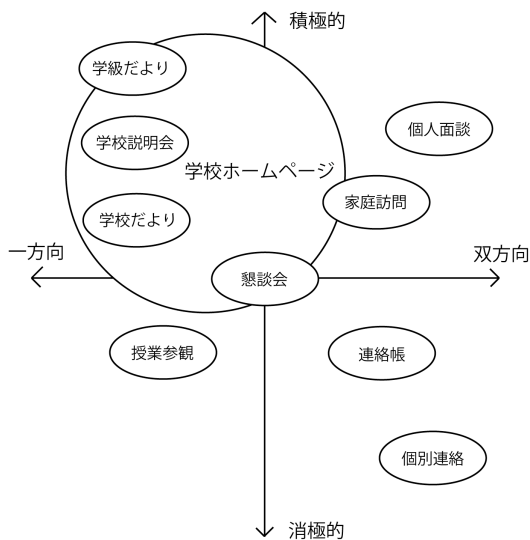 積極的
学級だより
個人面談
学校説明会
学校ホームページ
家庭訪問
学校だより
一方向
双方向
懇談会
授業参観
連絡帳
個別連絡
消極的